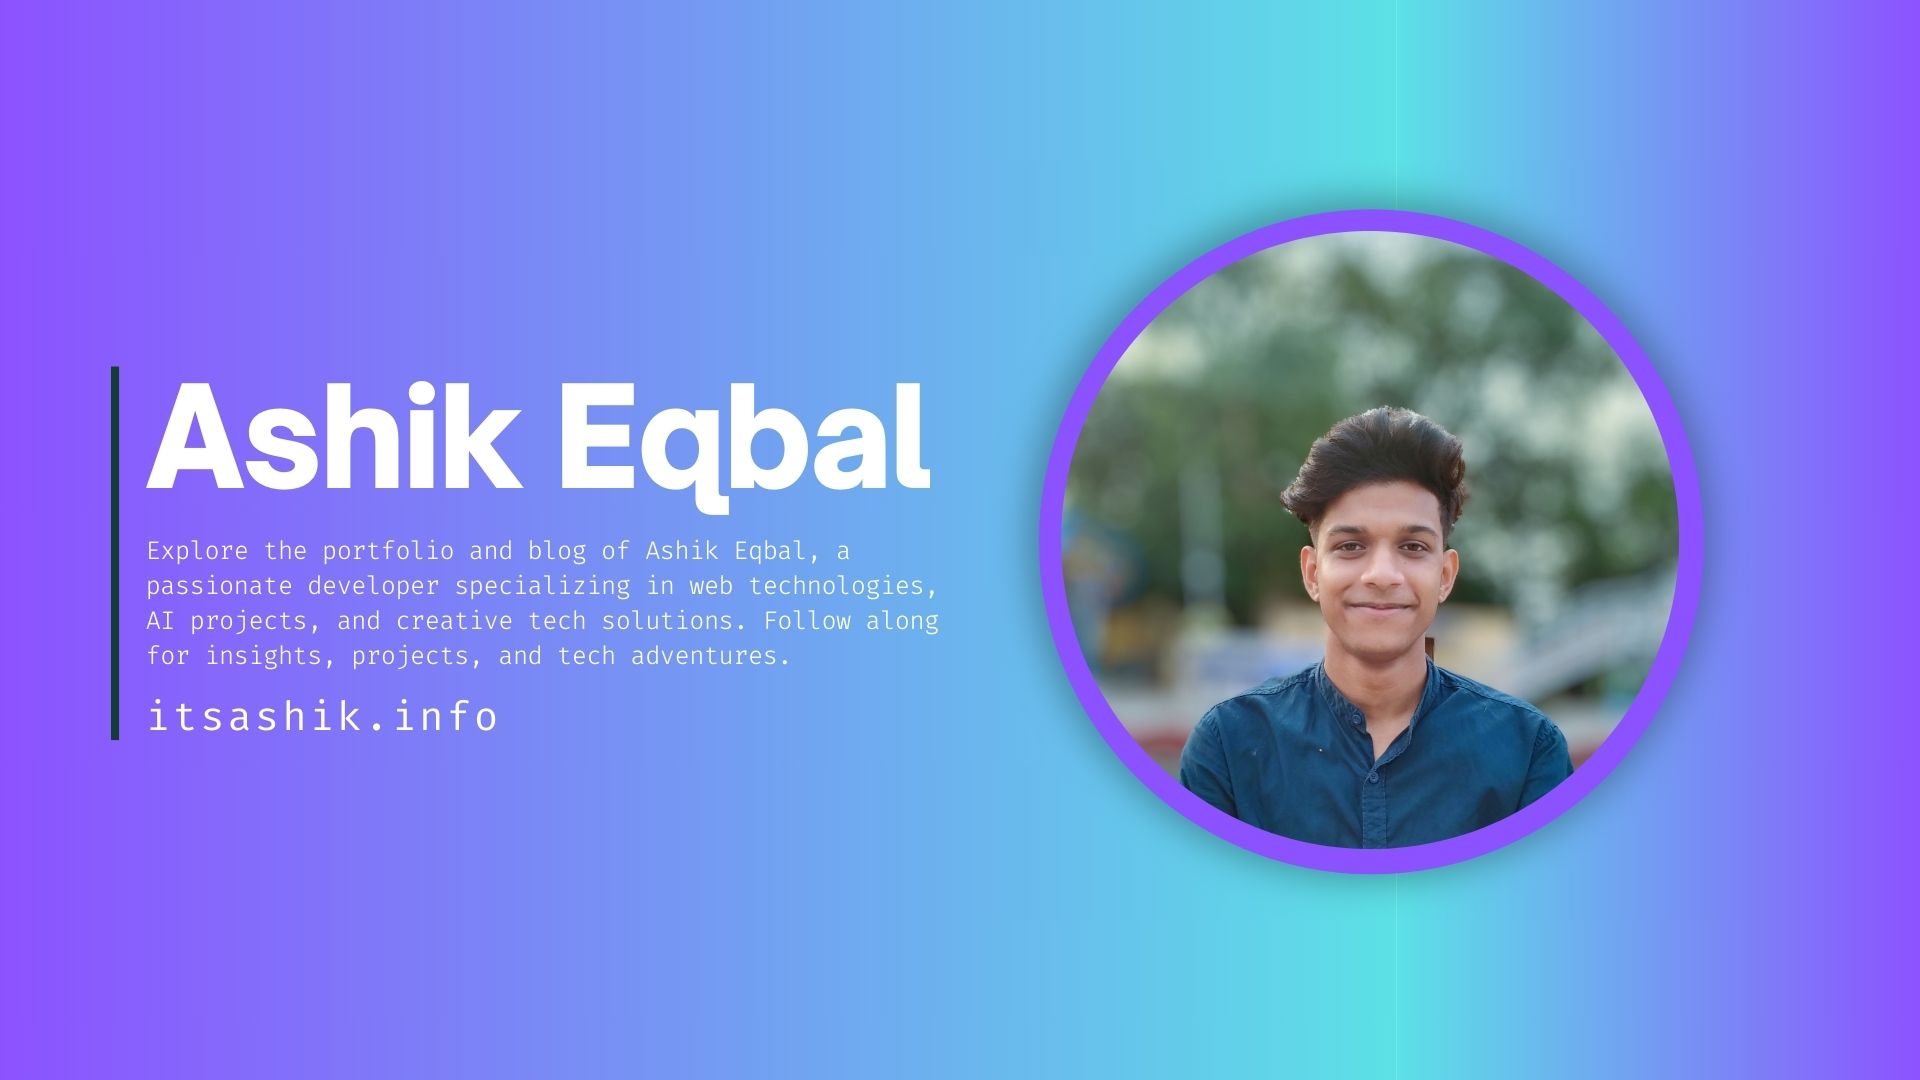 Ashik Eqbal
Explore the portfolio and blog of Ashik Eqbal, a
passionate developer specializing in web technologies,
AI projects, and creative tech solutions. Follow along
for insights, projects, and tech adventures.
itsashik.info